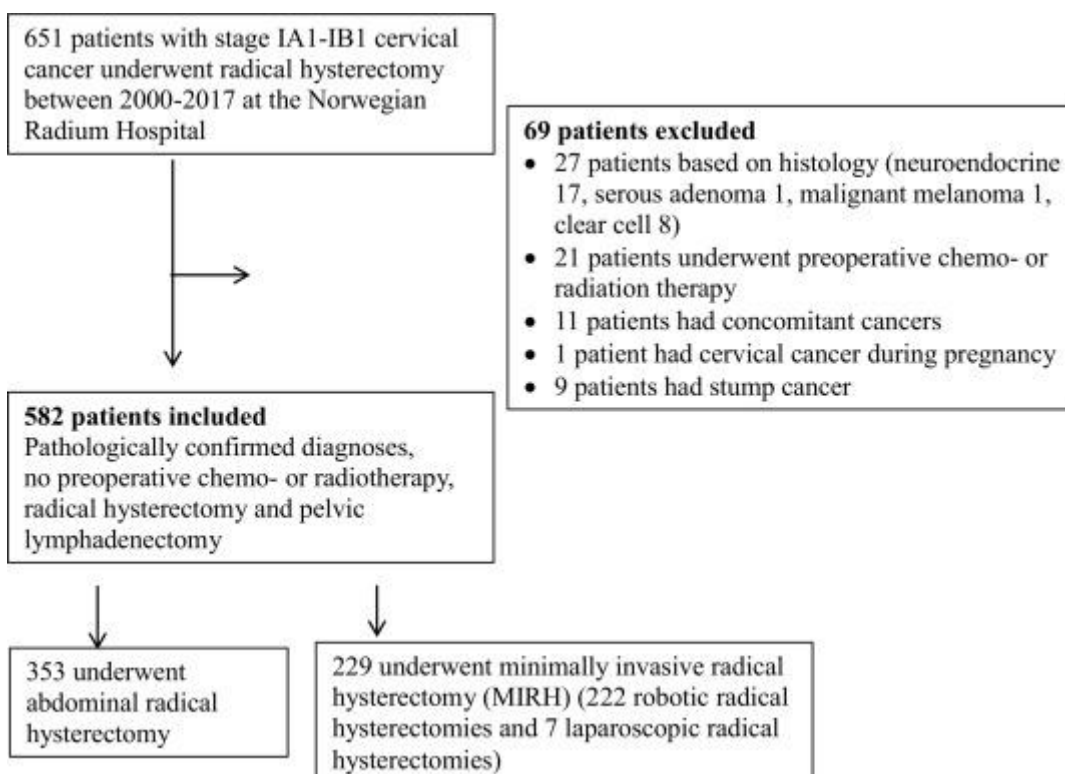 651 patients with stage IA1-IB1 cervical
cancer underwent radical hysterectomy
between 2000-2017 at the Norwegian
Radium Hospital
69 patients excluded
• 27 patients based on histology (neuroendocrine
17, serous adenoma 1, malignant melanoma 1,
clear cell 8)
• 21 patients underwent preoperative chemo- or
radiation therapy
• 11 patients had concomitant cancers
• 1 patient had cervical cancer during pregnancy
• 9 patients had stump cancer
582 patients included
Pathologically confirmed diagnoses,
no preoperative chemo- or radiotherapy,
radical hysterectomy and pelvic
lymphadenectomy
353 underwent
abdominal radical
hysterectomy
229 underwent minimally invasive radical
hysterectomy (MIRH) (222 robotic radical
hysterectomies and 7 laparoscopic radical
hysterectomies)